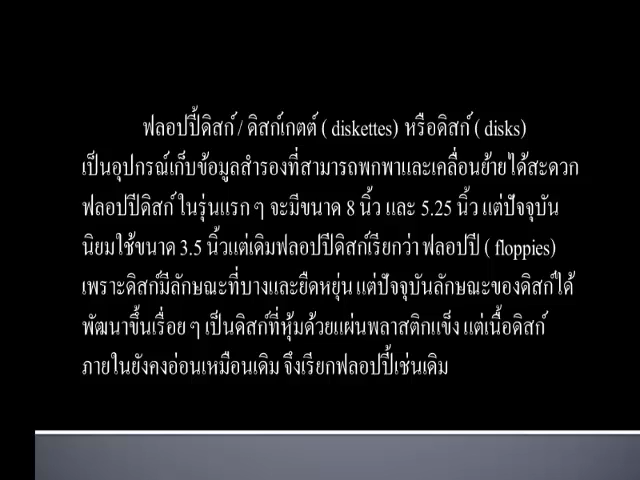 ฟลอปปี้ดิสก์ / ดิสก์เกตต์ ( diskettes) หรือดิสก์ ( disks)
เป็นอุปกรณ์เก็บข้อมูลสำรองที่สามารถพกพาและเคลื่อนย้ายได้สะดวก
ฟลอปปีดิสก์ ในรุ่นแรก ๆ จะมีขนาด 8 นิ้ว และ 5.25 นิ้ว แต่ปัจจุบัน
นิยมใช้ขนาด 3.5 นิ้วแต่เดิมฟลอปปีดิสก์เรียกว่า ฟลอปปี ( floppies)
เพราะดิสก์มีลักษณะที่บางและยืดหยุ่น แต่ปัจจุบันลักษณะของดิสก์ได้
พัฒนาขึ้นเรื่อย ๆ เป็นดิสก์ที่หุ้มด้วยแผ่นพลาสติกแข็ง แต่เนื้อดิสก์
ภายในยังคงอ่อนเหมือนเดิม จึงเรียกฟลอปปี้เช่นเดิม